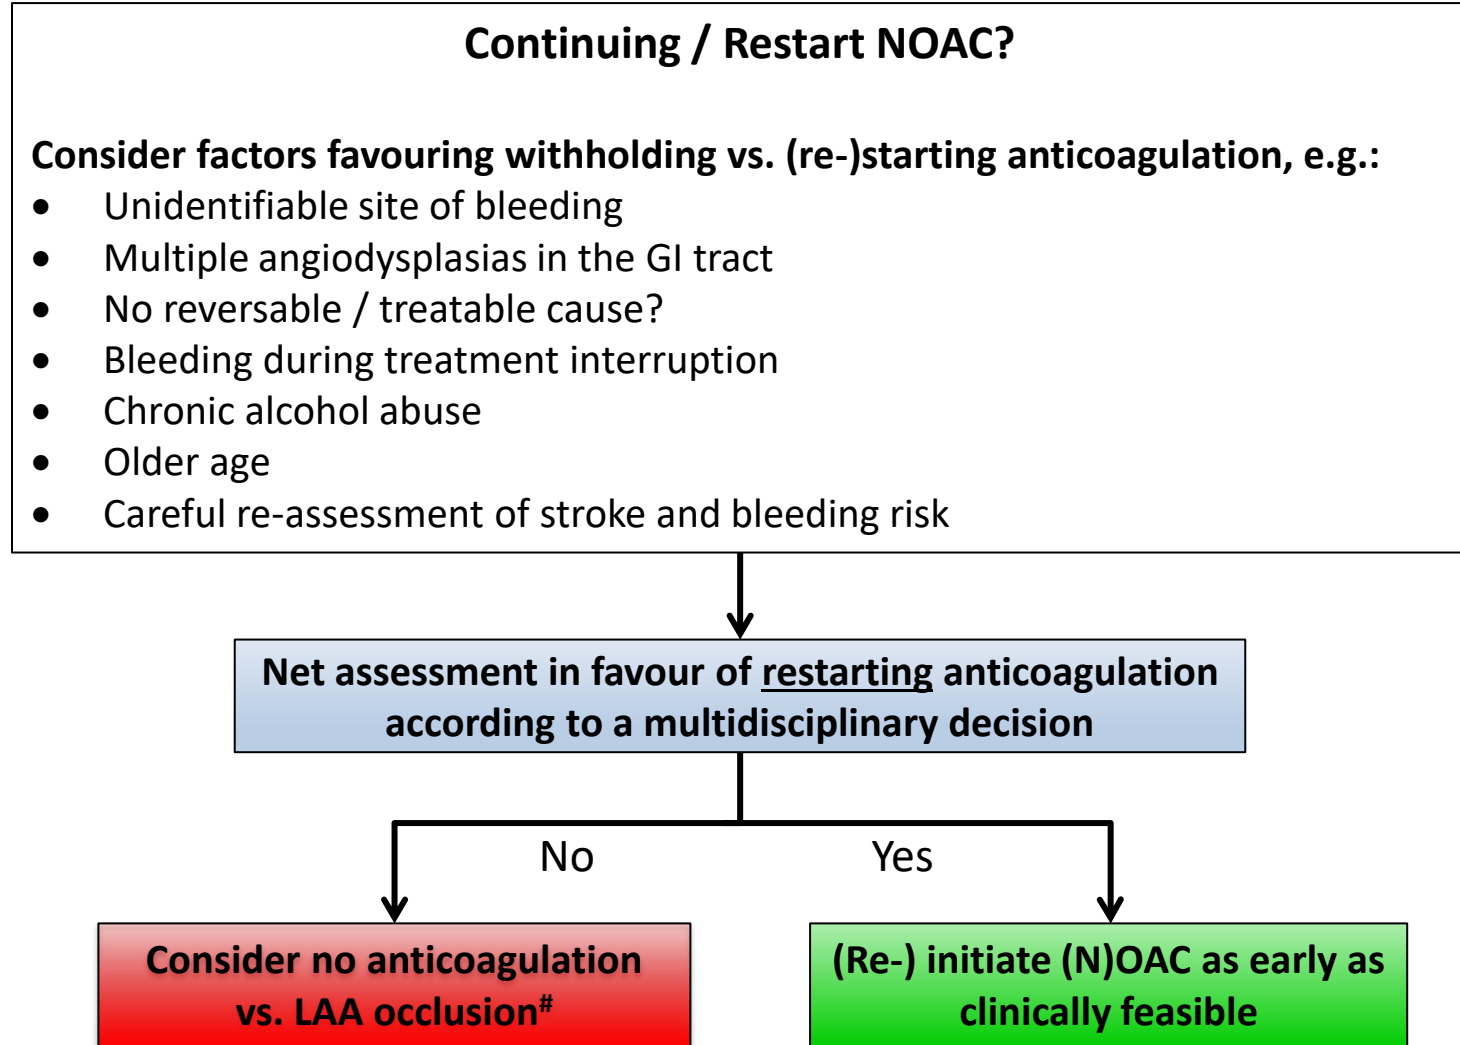 Continuing / Restart NOAC?
Consider factors favouring withholding vs. (re-)starting anticoagulation, e.g.:
• Unidentifiable site of bleeding
• Multiple angiodysplasias in the GI tract
• No reversable / treatable cause?
• Bleeding during treatment interruption
• Chronic alcohol abuse
• Older age
• Careful re-assessment of stroke and bleeding risk
Net assessment in favour of restarting anticoagulation
according to a multidisciplinary decision
No
Yes
Consider no anticoagulation
vs. LAA occlusion#
(Re-) initiate (N)OAC as early as
clinically feasible